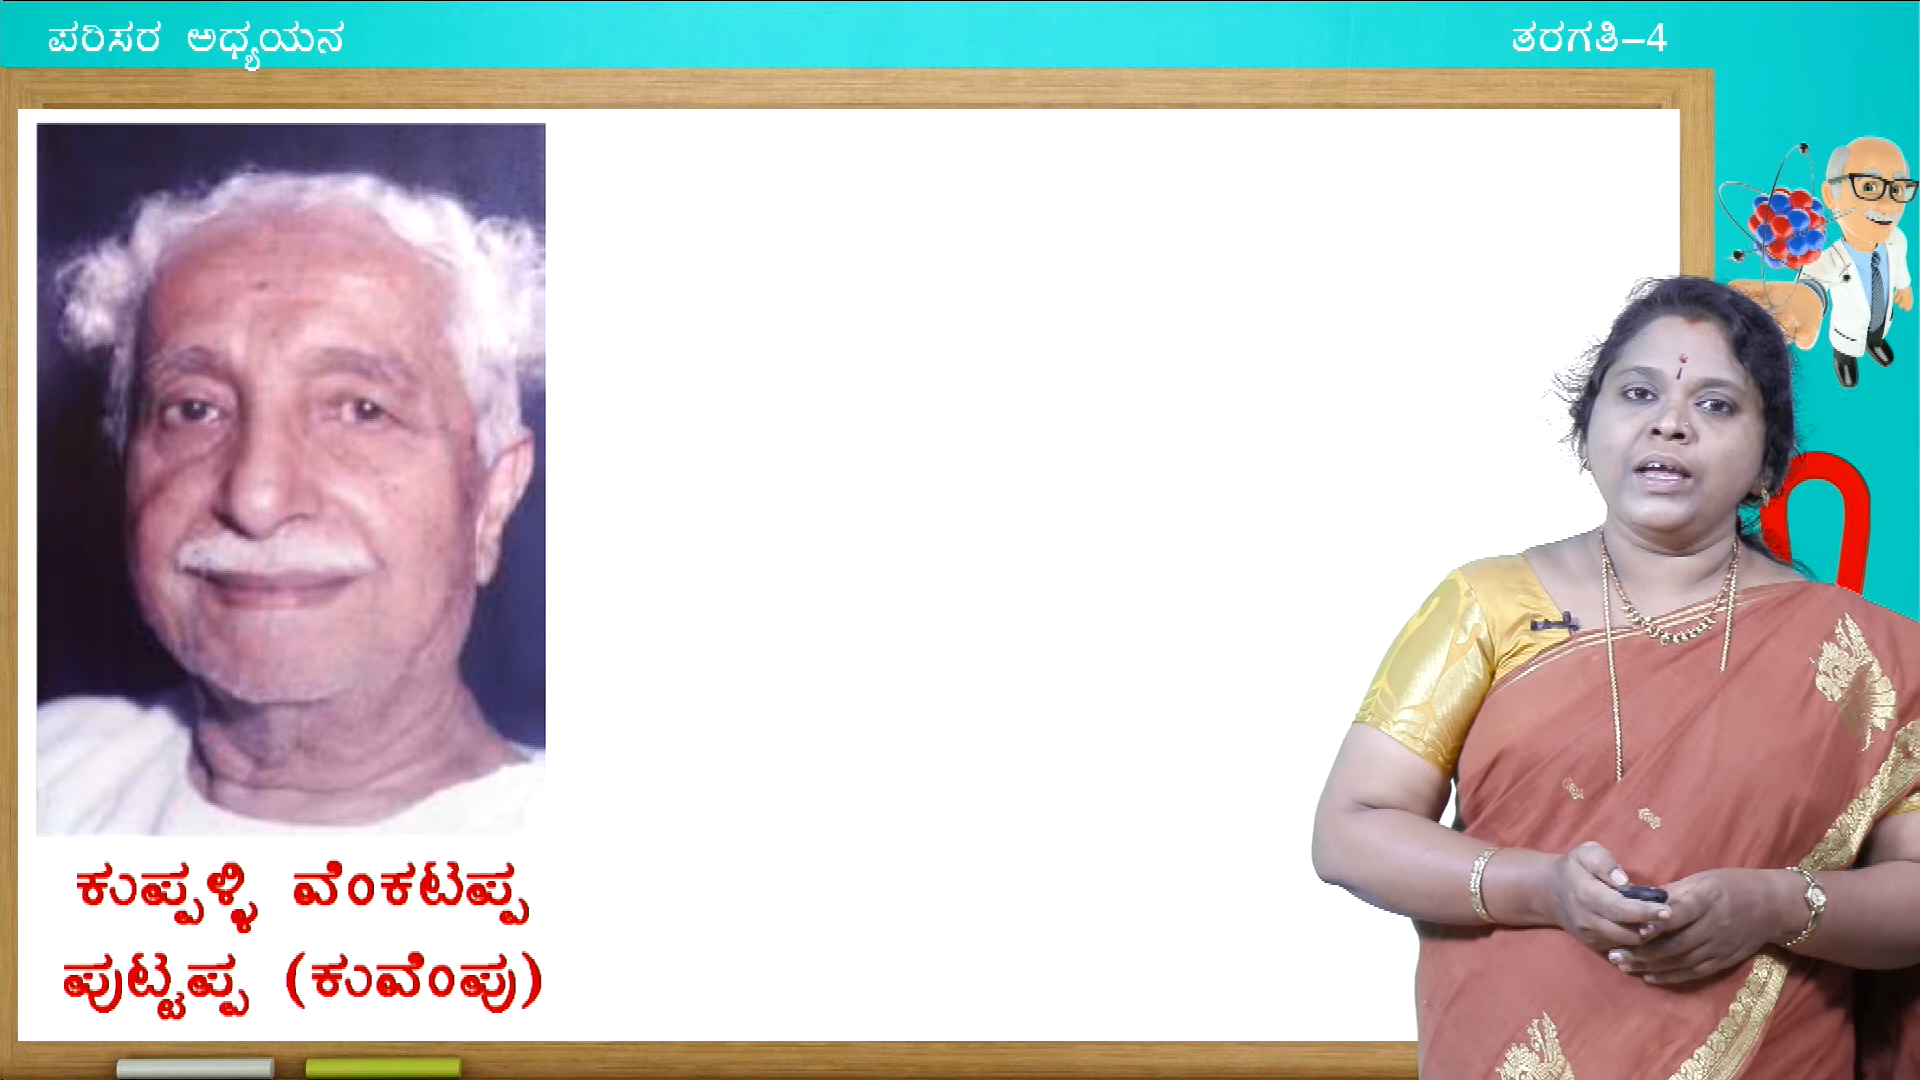 ಪರಿಸರ ಅಧ್ಯಯನ
ತರಗತಿ-4
ಕುಪ್ಪಳ್ಳಿ ವೆಂಕಟಪ್ಪ
ಪುಟ್ಟಪ್ಪ (ಕುವೆಂಪು)